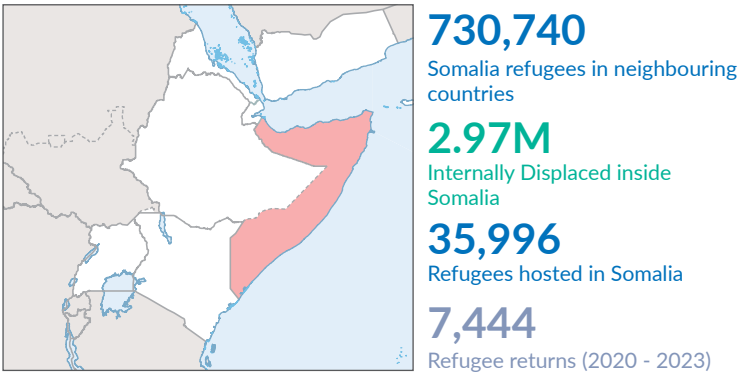 730,740
Somalia refugees in neighbouring
countries
2.97M
Internally Displaced inside
Somalia
35,996
Refugees hosted in Somalia
7,444
Refugee returns (2020 - 2023)